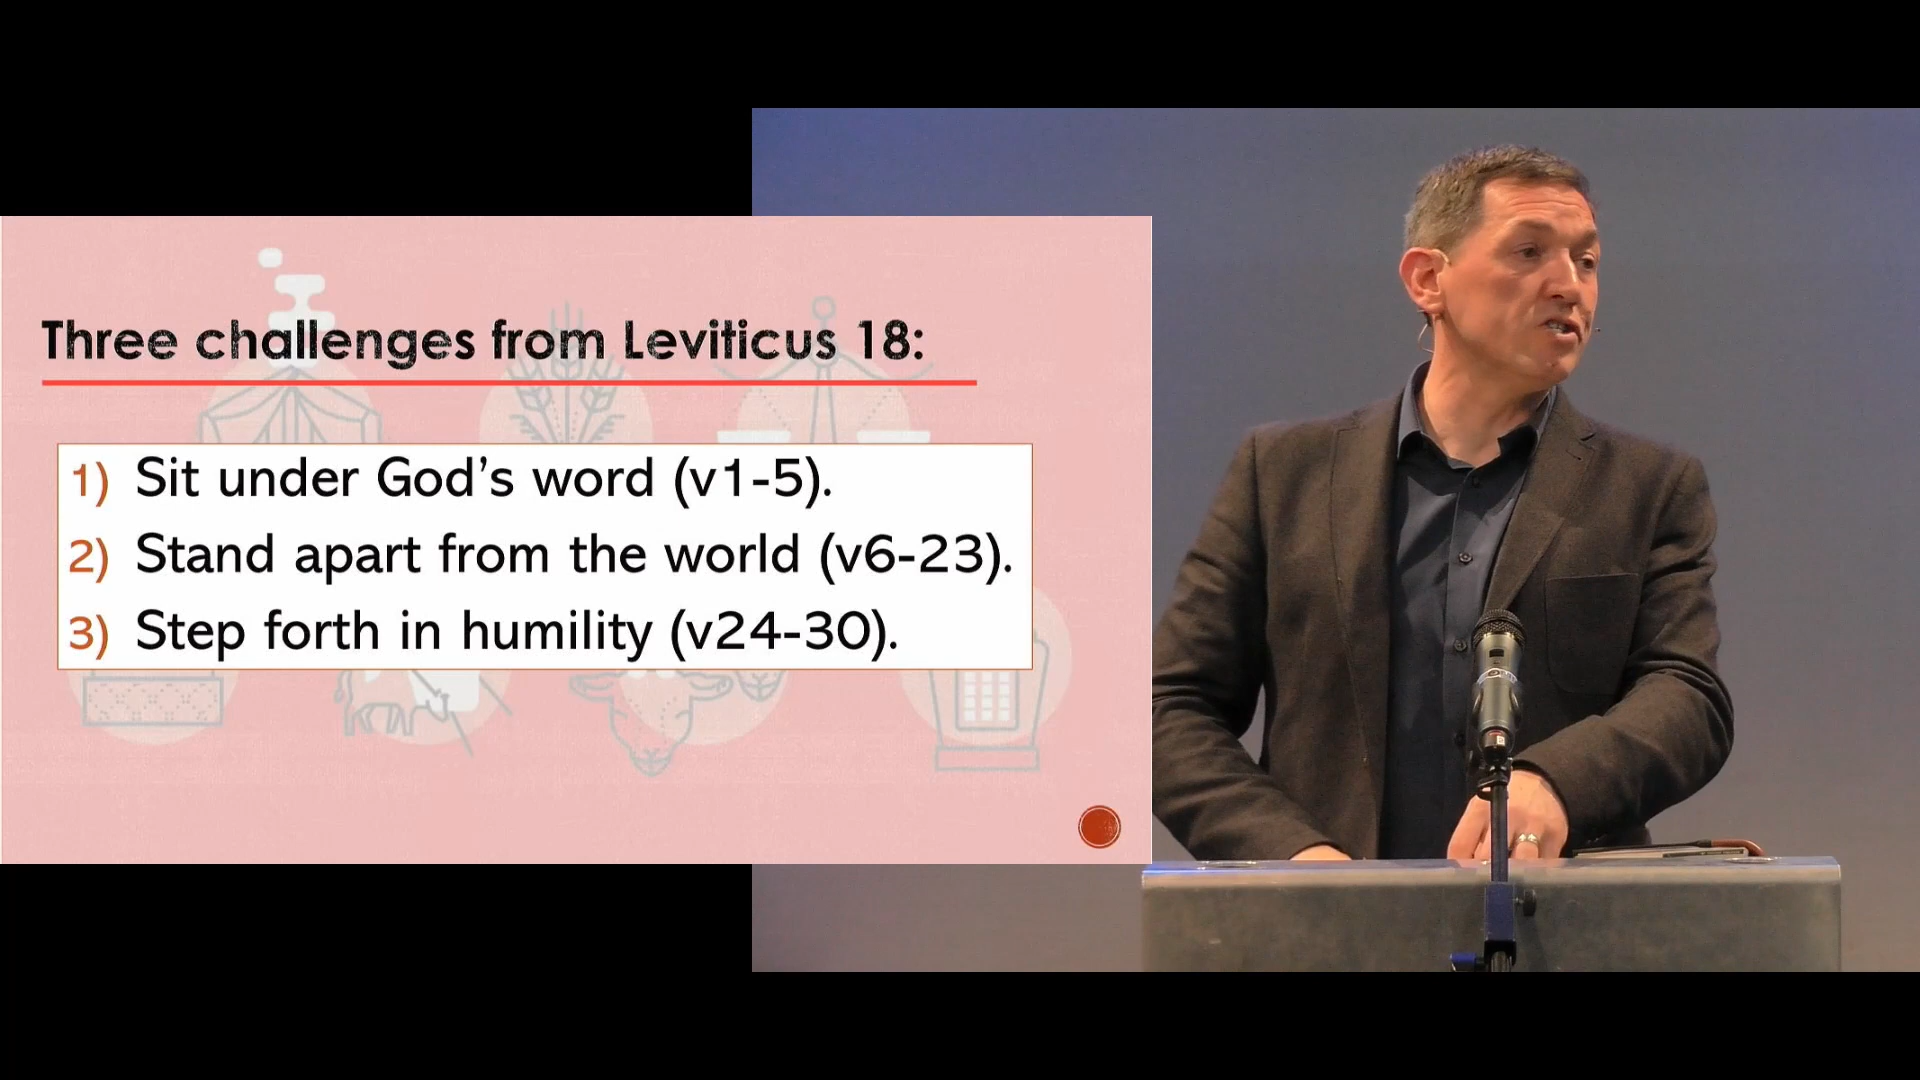 Three challenges from Leviticus 18:
1) Sit under God’s word (v1-5).
2) Stand apart from the world (v6-23).
3) Step forth in humility (v24-30).